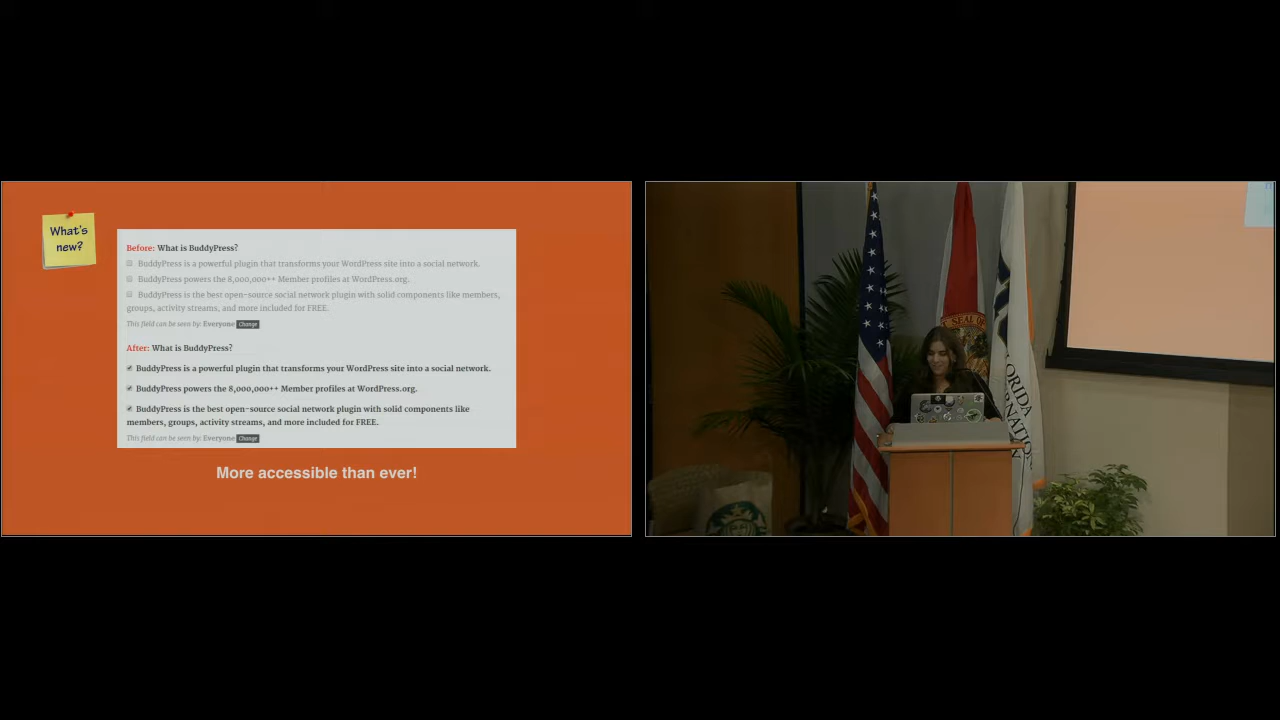 What's
new?
Before: What is BuddyPress?
BuddyPress is a powerful plugin that transforms your WordPress site into a social network.
BuddyPress powers the 8,000,000++ Member profiles at WordPress.org.
BuddyPress is the best open-source social network plugin with solid components like members,
groups, activity streams, and more included for FREE.
This field can be seen by: Everyone Change
After: What is BuddyPress?
BuddyPress is a powerful plugin that transforms your WordPress site into a social network.
BuddyPress powers the 8,000,000++ Member profiles at WordPress.org.
BuddyPress is the best open-source social network plugin with solid components like
members, groups, activity streams, and more included for FREE.
This field can be seen by: Everyone Change
More accessible than ever!
SEAL